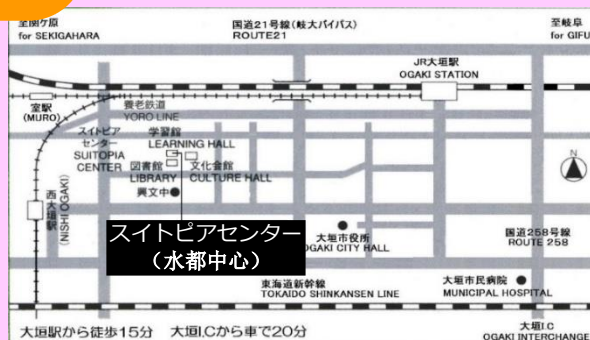 至関ケ原
for SEKIGAHARA
国道21号線(岐大バイパス)
ROUTE21
至岐阜
for GIFU
JR大垣駅
OGAKI STATION
室駅
(MURO)
養老鉄道
YORO LINE
スイトピア
センター
SUITOPIA
CENTER
学習館
LEARNING HALL
図書館
LIBRARY
文化会館
CULTURE HALL
興文中
西大垣駅
(NISHI OGAKI)
N
スイトピアセンター
(水都中心)
大垣市役所
OGAKI CITY HALL
国道258号線
ROUTE 258
東海道新幹線
TOKAIDO SHINKANSEN LINE
大垣市民病院
MUNICIPAL HOSPITAL
大垣駅から徒歩15分 大垣I.Cから車で20分
大垣I.C
OGAKI INTERCHANGE